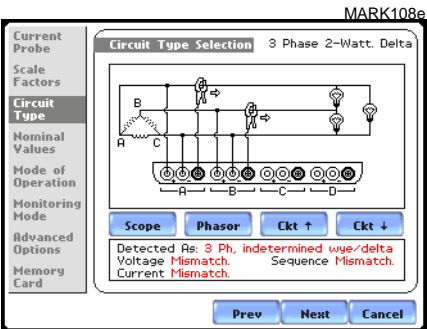 MARK108e
Current
Probe
Scale
Factors
Circuit
Type
Nominal
Values
Mode of
Operation
Monitoring
Mode
Advanced
Options
Memory
Card
Circuit Type Selection 3 Phase 2-Watt. Delta
B
A C
A B C D
Scope Phasor Ckt ↑ Ckt ↓
Detected As: 3 Ph, indetermined wye/delta
Voltage Mismatch. Sequence Mismatch.
Current Mismatch.
Prev Next Cancel